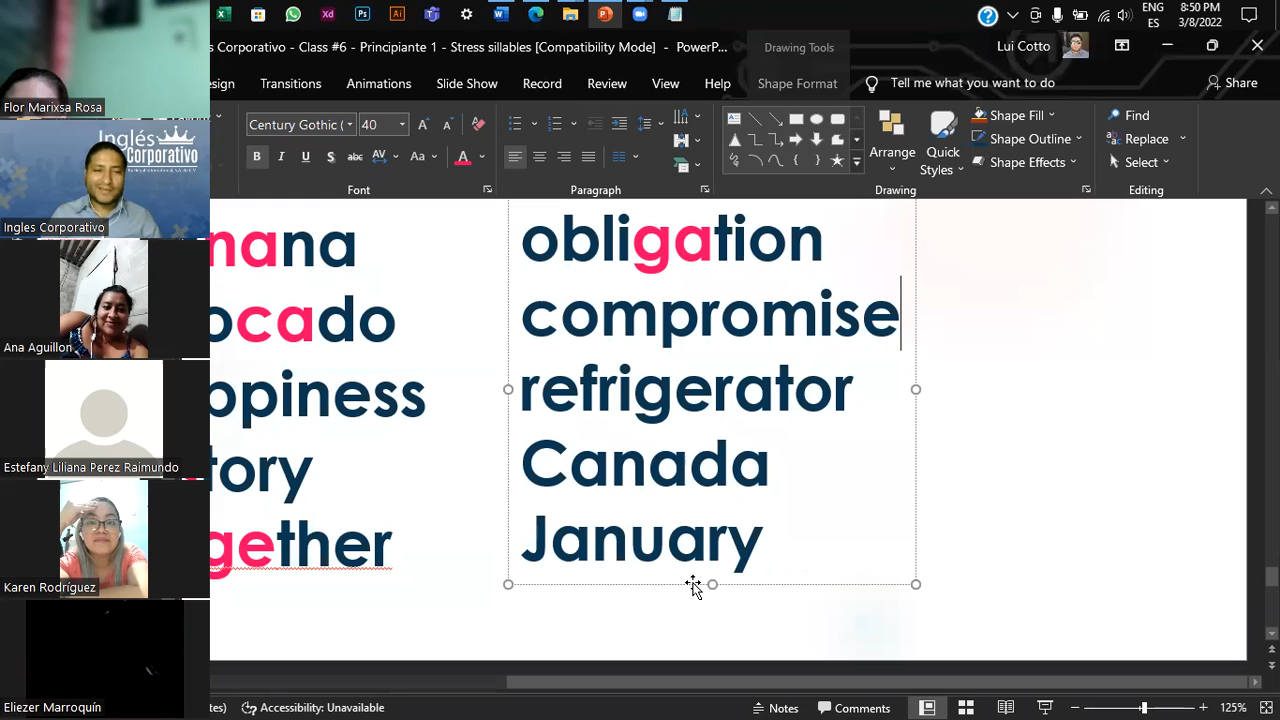 ENG
ES
8:50 PM
3/8/2022
s Corporativo - Class #6 - Principiante 1 - Stress sillables [Compatibility Mode] - PowerP...
Drawing Tools
Lui Cotto
sign
Transitions
Animations
Slide Show
Record
Review
View
Help
Shape Format
Tell me what you want to do
Share
Century Gothic (
40
Font
Paragraph
Arrange
Quick
Styles
Shape Fill
Shape Outline
Shape Effects
Drawing
Find
Replace
Select
Editing
Flor Marixsa Rosa
Inglés
Corporativo
Ingles Corporativo
Ana Aguillon
Estefany Liliana Perez Raimundo
Karen Rodríguez
Eliezer Marroquín
nana
ocado
ppiness
tory
gether
obligation
compromise
refrigerator
Canada
January
tes)
Accessibility: Unavailable
Notes
Comments
125%